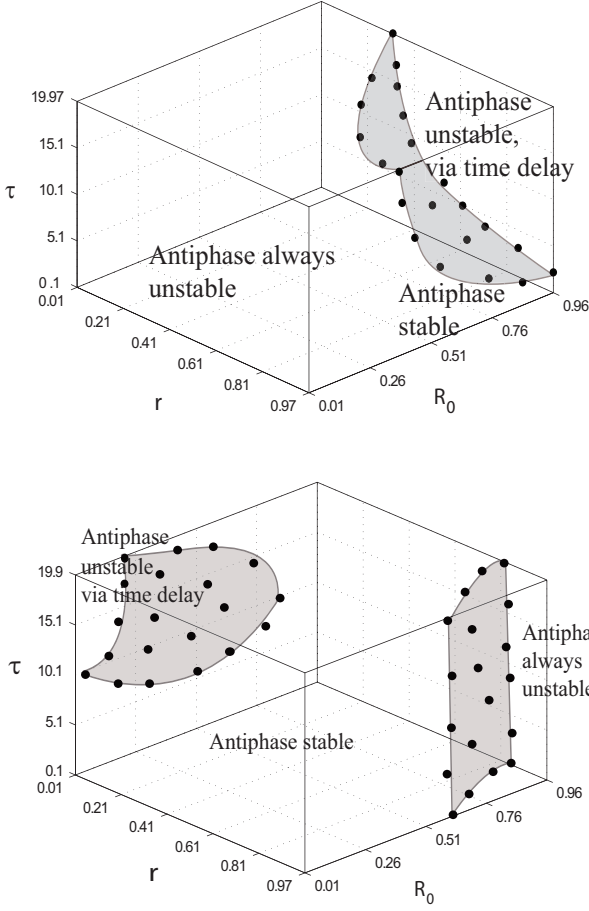 19.97
15.1
10.1
5.1
0.1
τ
0.01
0.21
0.41
0.61
0.81
0.97
r
0.01
0.26
0.51
0.76
0.96
R0
Antiphase
unstable,
via time delay
Antiphase always
unstable
Antiphase
stable
19.9
15.1
10.1
5.1
0.1
τ
0.01
0.21
0.41
0.61
0.81
0.97
r
0.01
0.26
0.51
0.76
0.96
R0
Antiphase
unstable
via time delay
Antiphase stable
Antipha
always
unstable